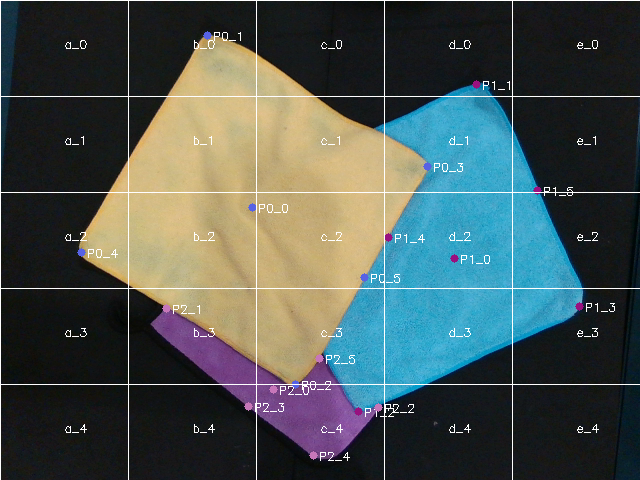 a_0 b_0 c_0 d_0 e_0
P0_1
P1_1
a_1 b_1 c_1 d_1 e_1
P0_3
P1_5
P0_0
a_2 b_2 c_2 d_2 e_2
P1_4
P0_4
P1_0
P0_5
P2_1
P1_3
a_3 b_3 c_3 d_3 e_3
P2_5
P0_2
P2_0
P2_3
P1_2
P2_2
a_4 b_4 c_4 d_4 e_4
P2_4